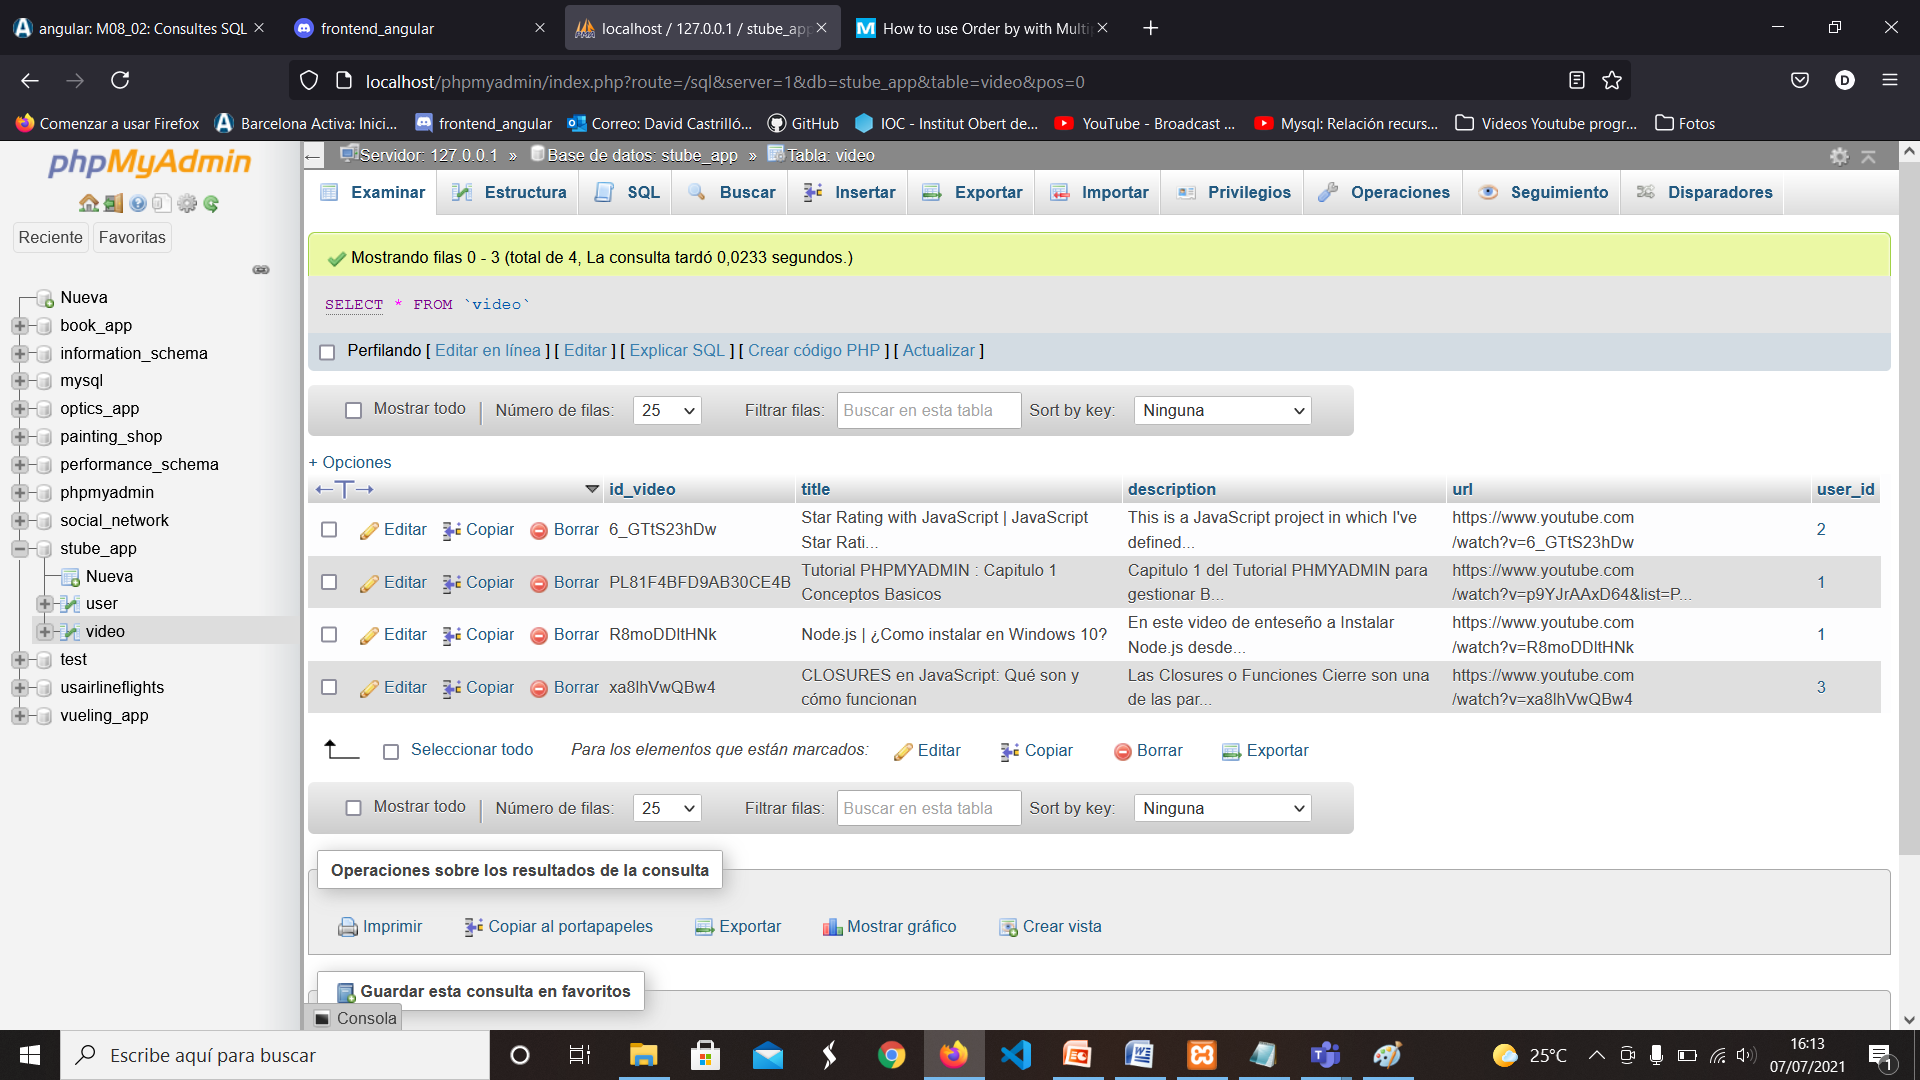 angular: M08_02: Consultes SQL
frontend_angular
localhost / 127.0.0.1 / stube_app
How to use Order by with Multip
localhost/phpmyadmin/index.php?route=/sql&server=1&db=stube_app&table=video&pos=0
D
Comenzar a usar Firefox
Barcelona Activa: Inici...
frontend_angular
Correo: David Castrilló...
GitHub
IOC - Institut Obert de...
YouTube - Broadcast ...
Mysql: Relación recurs...
Videos Youtube progr...
Fotos
phpMyAdmin
Reciente
Favoritas
Nueva
book_app
information_schema
mysql
optics_app
painting_shop
performance_schema
phpmyadmin
social_network
stube_app
Nueva
user
video
test
usairlineflights
vueling_app
Servidor: 127.0.0.1 » Base de datos: stube_app » Tabla: video
Examinar
Estructura
SQL
Buscar
Insertar
Exportar
Importar
Privilegios
Operaciones
Seguimiento
Disparadores
Mostrando filas 0 - 3 (total de 4, La consulta tardó 0,0233 segundos.)
SELECT * FROM `video`
Perfilando [ Editar en línea ] [ Editar ] [ Explicar SQL ] [ Crear código PHP ] [ Actualizar ]
Mostrar todo | Número de filas: 25 Filtrar filas: Buscar en esta tabla Sort by key: Ninguna
+ Opciones
←T→ id_video title description url user_id
Editar Copiar Borrar 6_GTtS23hDw
Star Rating with JavaScript | JavaScript
Star Rati...
This is a JavaScript project in which I've
defined...
https://www.youtube.com
/watch?v=6_GTtS23hDw
2
Editar Copiar Borrar PL81F4BFD9AB30CE4B
Tutorial PHPMYADMIN : Capitulo 1
Conceptos Basicos
Capitulo 1 del Tutorial PHMYADMIN para
gestionar B...
https://www.youtube.com
/watch?v=p9YJrAAxD64&list=P...
1
Editar Copiar Borrar R8moDDltHNk
Node.js | ¿Como instalar en Windows 10?
En este video de enteseño a Instalar
Node.js desde...
https://www.youtube.com
/watch?v=R8moDDltHNk
1
Editar Copiar Borrar xa8lhVwQBw4
CLOSURES en JavaScript: Qué son y
cómo funcionan
Las Closures o Funciones Cierre son una
de las par...
https://www.youtube.com
/watch?v=xa8lhVwQBw4
3
Seleccionar todo Para los elementos que están marcados: Editar Copiar Borrar Exportar
Mostrar todo | Número de filas: 25 Filtrar filas: Buscar en esta tabla Sort by key: Ninguna
Operaciones sobre los resultados de la consulta
Imprimir Copiar al portapapeles Exportar Mostrar gráfico Crear vista
Guardar esta consulta en favoritos
Consola
Escribe aquí para buscar
25°C
16:13
07/07/2021
1